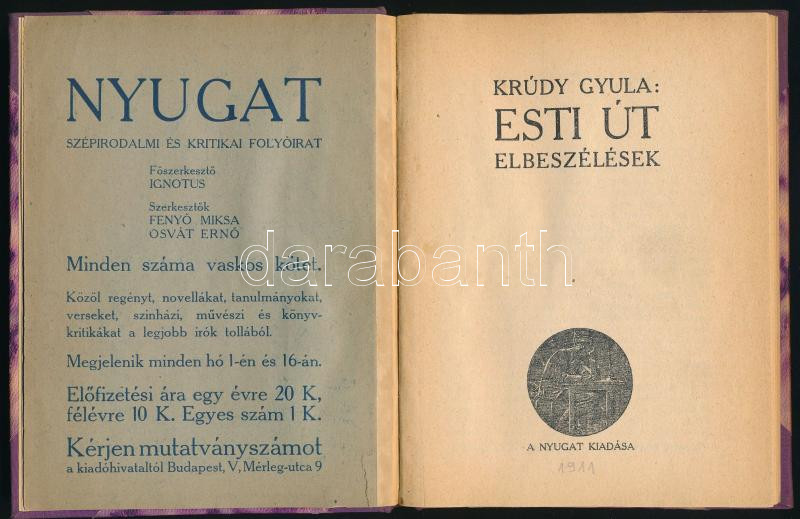 NYUGAT
SZÉPIRODALMI ÉS KRITIKAI FOLYÓIRAT
Főszerkesztő
IGNOTUS
Szerkesztők
FENYŐ MIKSA
OSVÁT ERNŐ
Minden száma vaskos kötet.
Közöl regényt, novellákat, tanulmányokat,
verseket, szinházi, művészi és könyv-
kritikákat a legjobb irók tollából.
Megjelenik minden hó 1-én és 16-án.
Előfizetési ára egy évre 20 K,
félévre 10 K. Egyes szám 1 K.
Kérjen mutatványszámot
a kiadóhivataltól Budapest, V, Mérleg-utca 9
KRÚDY GYULA:
ESTI ÚT
ELBESZÉLÉSEK
A NYUGAT KIADÁSA
1911
darabanth